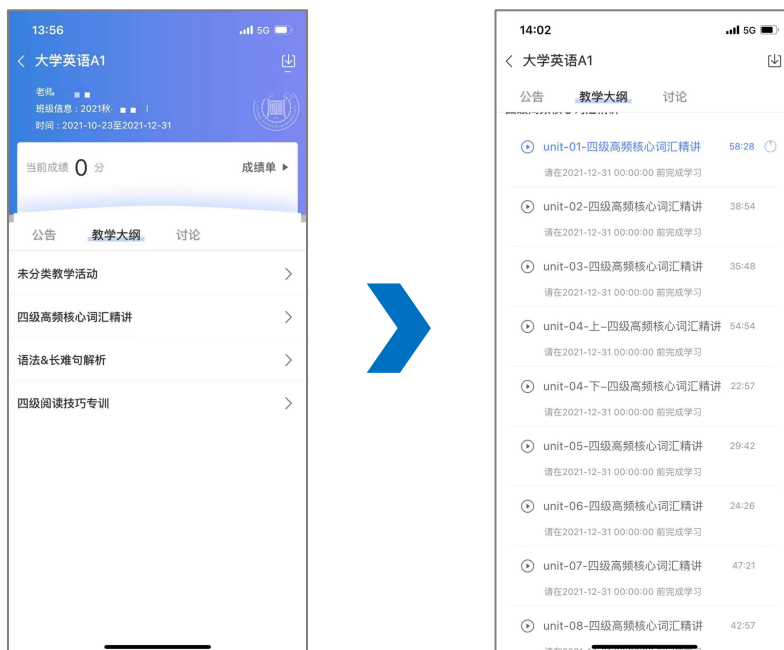 13:56
5G
大学英语A1
老师
班级信息：2021秋
时间：2021-10-23至2021-12-31
当前成绩 0 分
成绩单
公告 教学大纲 讨论
未分类教学活动
四级高频核心词汇精讲
语法&长难句解析
四级阅读技巧专训
14:02
5G
大学英语A1
公告 教学大纲 讨论
unit-01-四级高频核心词汇精讲 58:28
请在2021-12-31 00:00:00 前完成学习
unit-02-四级高频核心词汇精讲 38:54
请在2021-12-31 00:00:00 前完成学习
unit-03-四级高频核心词汇精讲 35:48
请在2021-12-31 00:00:00 前完成学习
unit-04-上–四级高频核心词汇精讲 54:54
请在2021-12-31 00:00:00 前完成学习
unit-04-下–四级高频核心词汇精讲 22:57
请在2021-12-31 00:00:00 前完成学习
unit-05-四级高频核心词汇精讲 29:42
请在2021-12-31 00:00:00 前完成学习
unit-06-四级高频核心词汇精讲 24:26
请在2021-12-31 00:00:00 前完成学习
unit-07-四级高频核心词汇精讲 47:21
请在2021-12-31 00:00:00 前完成学习
unit-08-四级高频核心词汇精讲 42:57